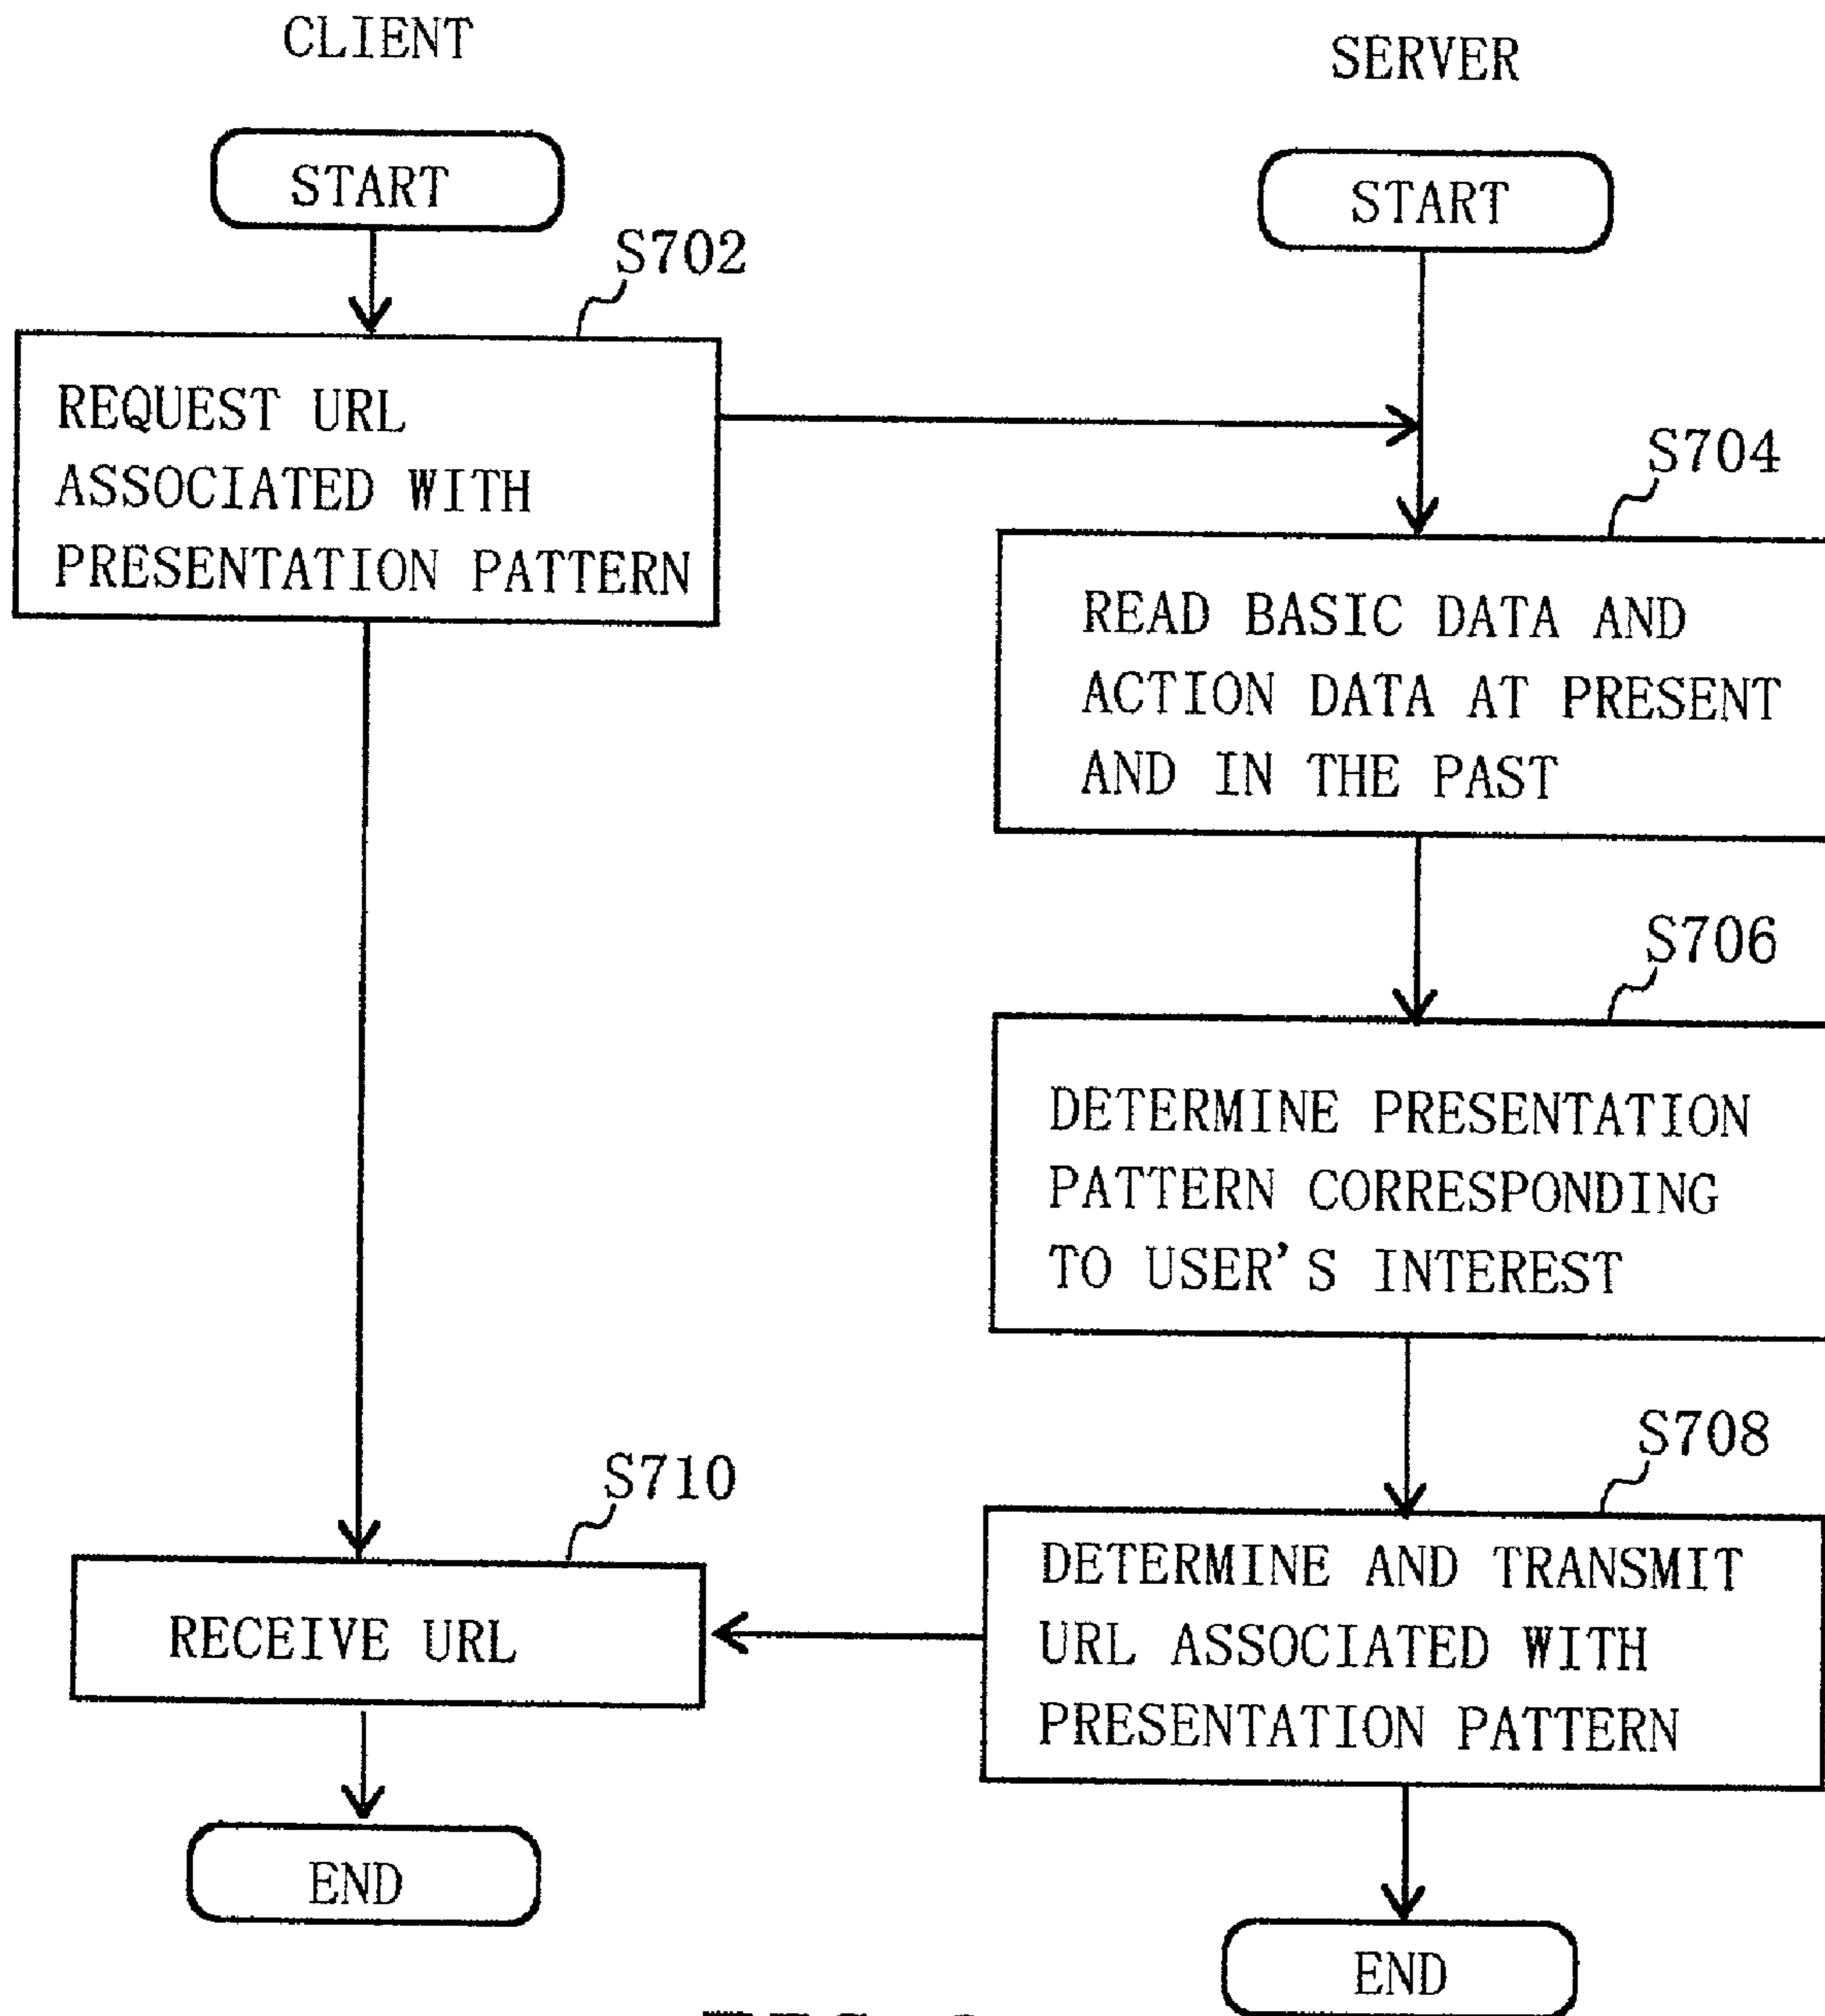 CLIENT
SERVER
START
START
S702
REQUEST URL
ASSOCIATED WITH
PRESENTATION PATTERN
S704
READ BASIC DATA AND
ACTION DATA AT PRESENT
AND IN THE PAST
S706
DETERMINE PRESENTATION
PATTERN CORRESPONDING
TO USER'S INTEREST
S708
DETERMINE AND TRANSMIT
URL ASSOCIATED WITH
PRESENTATION PATTERN
S710
RECEIVE URL
END
END